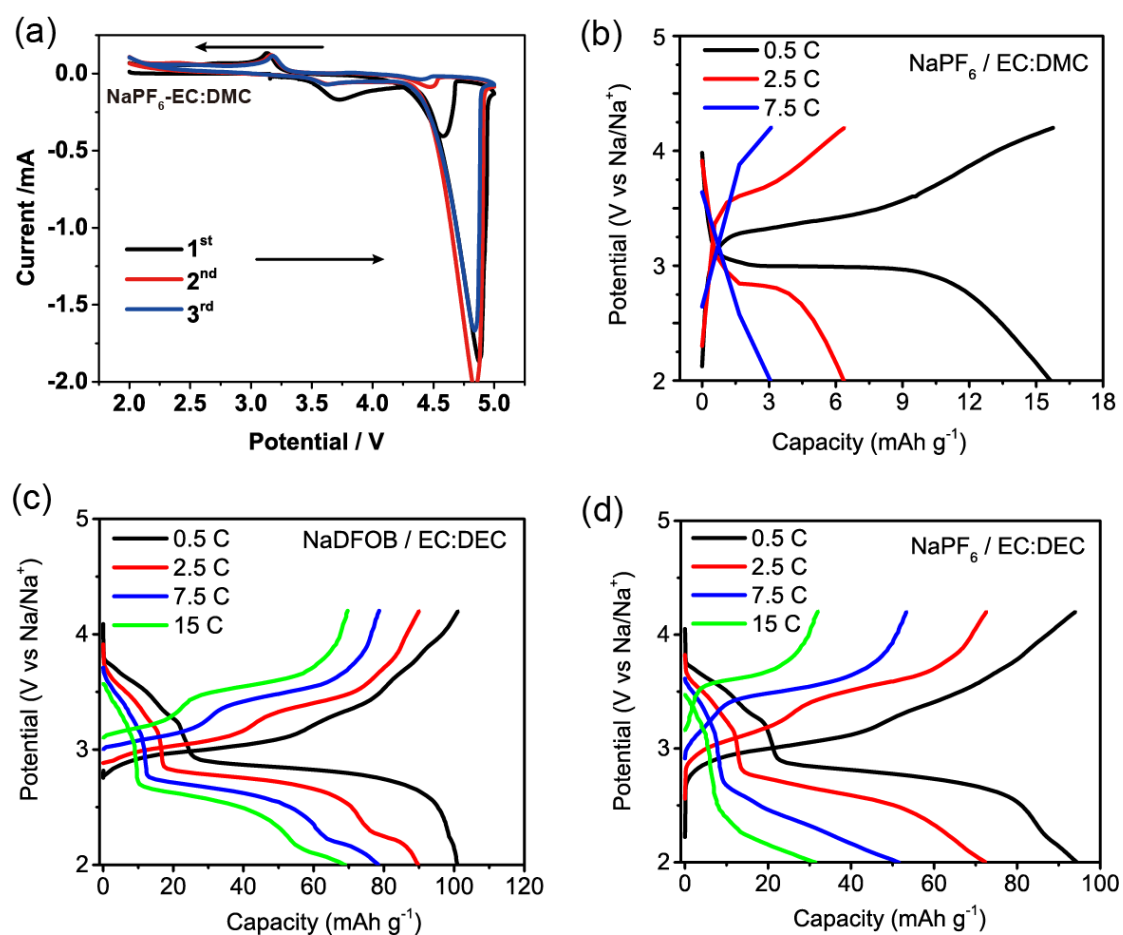 (a)
0.0
-0.5
-1.0
-1.5
-2.0
Current /mA
NaPF₆-EC:DMC
1ˢᵗ
2ⁿᵈ
3ʳᵈ
2.0 2.5 3.0 3.5 4.0 4.5 5.0
Potential / V
(b)
5
4
3
2
Potential (V vs Na/Na⁺)
0.5 C
2.5 C
7.5 C
NaPF₆ / EC:DMC
0 3 6 9 12 15 18
Capacity (mAh g⁻¹)
(c)
5
4
3
2
Potential (V vs Na/Na⁺)
0.5 C
2.5 C
7.5 C
15 C
NaDFOB / EC:DEC
0 20 40 60 80 100 120
Capacity (mAh g⁻¹)
(d)
5
4
3
2
Potential (V vs Na/Na⁺)
0.5 C
2.5 C
7.5 C
15 C
NaPF₆ / EC:DEC
0 20 40 60 80 100
Capacity (mAh g⁻¹)